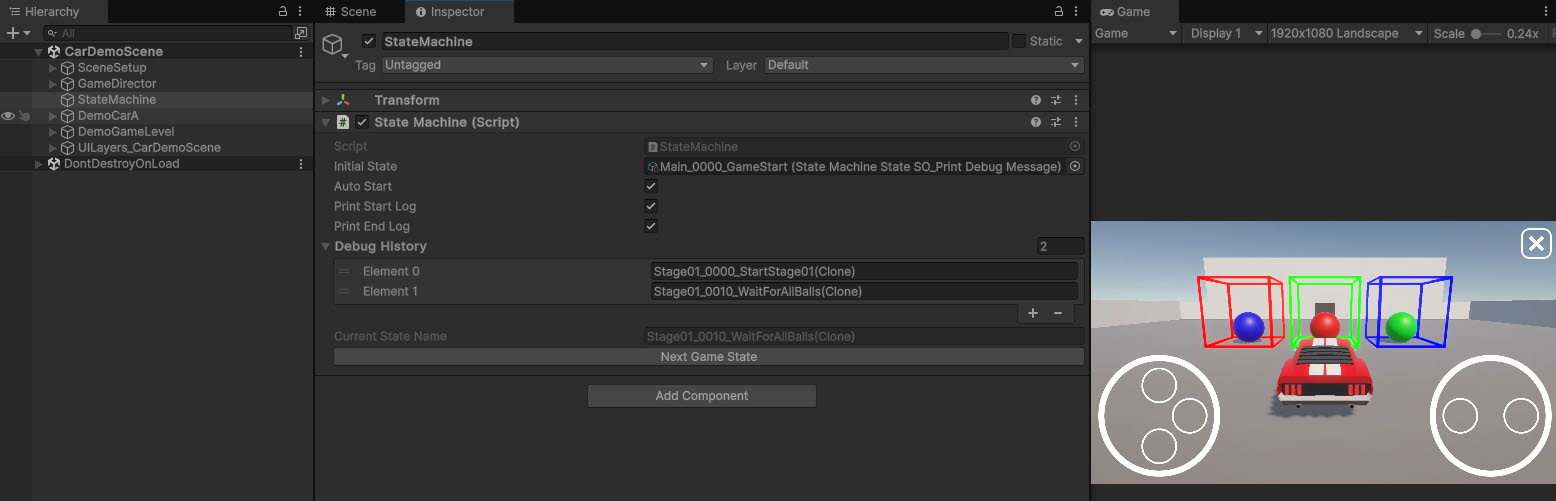 Hierarchy
All
CarDemoScene
SceneSetup
GameDirector
StateMachine
DemoCarA
DemoGameLevel
UILayers_CarDemoScene
DontDestroyOnLoad
Scene
Inspector
StateMachine
Static
Tag
Untagged
Layer
Default
Transform
State Machine (Script)
Script
StateMachine
Initial State
Main_0000_GameStart (State Machine State SO_Print Debug Message)
Auto Start
Print Start Log
Print End Log
Debug History
2
Element 0
Stage01_0000_StartStage01(Clone)
Element 1
Stage01_0010_WaitForAllBalls(Clone)
Current State Name
Stage01_0010_WaitForAllBalls(Clone)
Next Game State
Add Component
Game
Game
Display 1
1920x1080 Landscape
Scale
0.24x